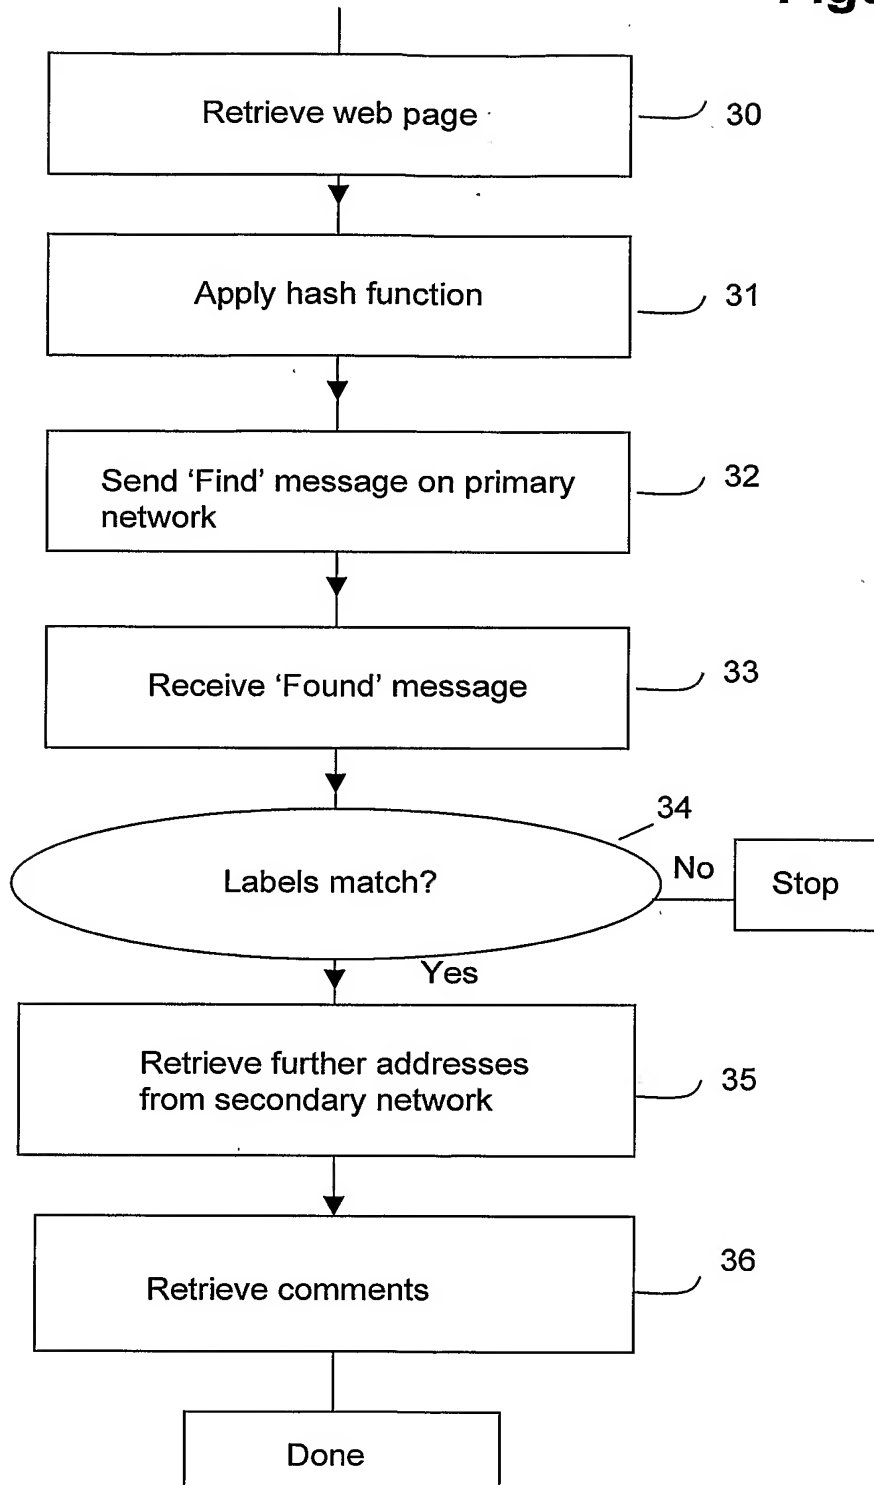 Retrieve web page
30
Apply hash function
31
Send ‘Find’ message on primary
network
32
Receive ‘Found’ message
33
34
Labels match?
No
Stop
Yes
Retrieve further addresses
from secondary network
35
Retrieve comments
36
Done